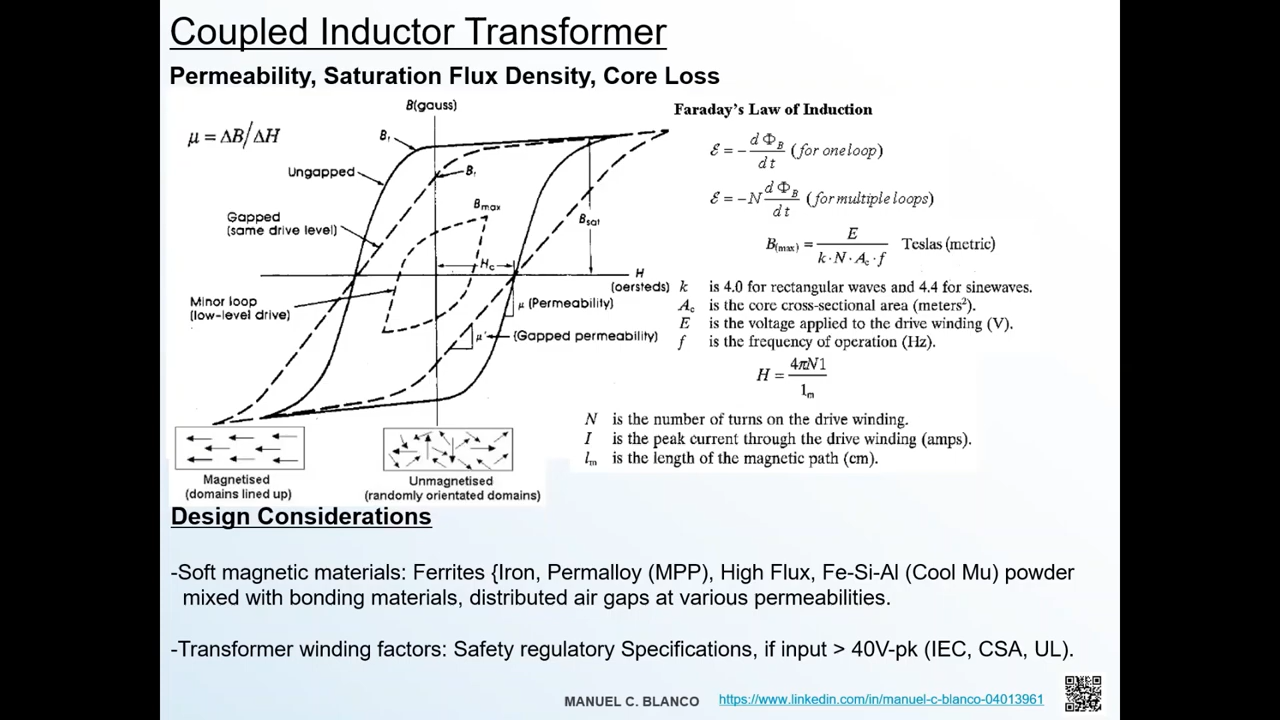 Coupled Inductor Transformer
Permeability, Saturation Flux Density, Core Loss
B(gauss)
μ = ΔB/ΔH
Br
Ungapped
Br
Gapped
(same drive level)
Bmax
Bsat
Hc
H
(oersteds)
Minor loop
(low-level drive)
μ (Permeability)
μ' {Gapped permeability)
Magnetised
(domains lined up)
Unmagnetised
(randomly orientated domains)
Faraday's Law of Induction
ℰ = - d Φ_B / dt (for one loop)
ℰ = -N d Φ_B / dt (for multiple loops)
B(max) = E / k · N · Ac · f Teslas (metric)
k is 4.0 for rectangular waves and 4.4 for sinewaves.
Ac is the core cross-sectional area (meters²).
E is the voltage applied to the drive winding (V).
f is the frequency of operation (Hz).
H = 4πN1 / 1m
N is the number of turns on the drive winding.
I is the peak current through the drive winding (amps).
lm is the length of the magnetic path (cm).
Design Considerations
-Soft magnetic materials: Ferrites {Iron, Permalloy (MPP), High Flux, Fe-Si-Al (Cool Mu) powder
mixed with bonding materials, distributed air gaps at various permeabilities.
-Transformer winding factors: Safety regulatory Specifications, if input > 40V-pk (IEC, CSA, UL).
MANUEL C. BLANCO
https://www.linkedin.com/in/manuel-c-blanco-04013961